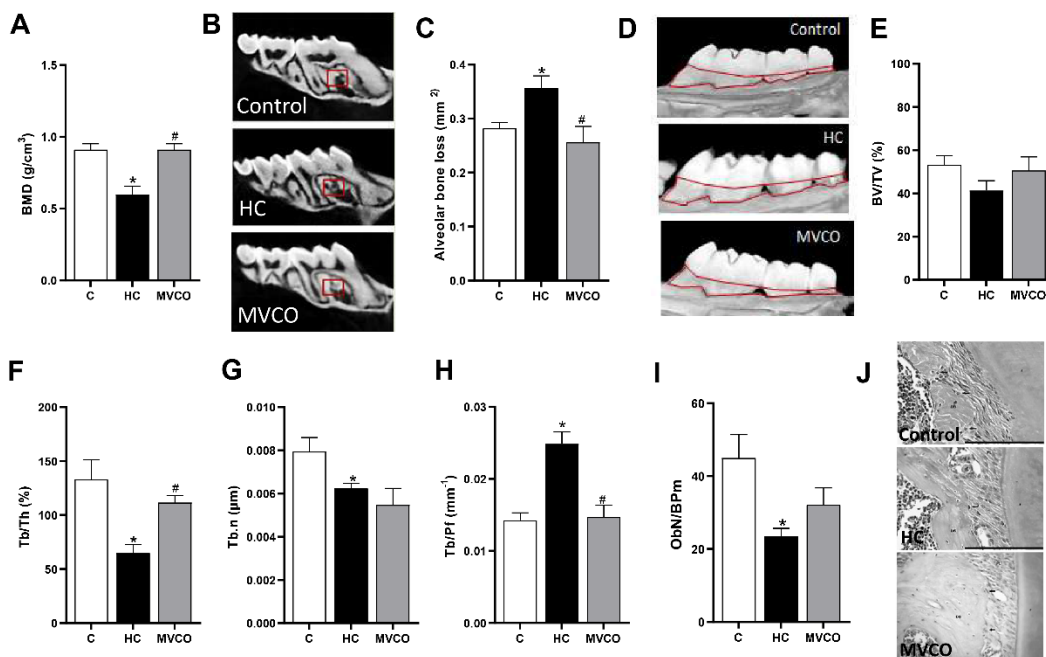 A
BMD (g/cm³)
1.5
1.0
0.5
0.0
*
#
C
HC
MVCO
B
Control
HC
MVCO
C
Alveolar bone loss (mm ²)
0.4
0.3
0.2
0.1
0.0
*
#
C
HC
MVCO
D
Control
HC
MVCO
E
BV/TV (%)
100
80
60
40
20
0
C
HC
MVCO
F
Tb/Th (%)
200
150
100
50
0
*
#
C
HC
MVCO
G
Tb.n (µm)
0.010
0.008
0.006
0.004
0.002
0.000
*
C
HC
MVCO
H
Tb/Pf (mm⁻¹)
0.03
0.02
0.01
0.00
*
#
C
HC
MVCO
I
ObN/BPm
60
40
20
0
*
C
HC
MVCO
J
Control
HC
MVCO